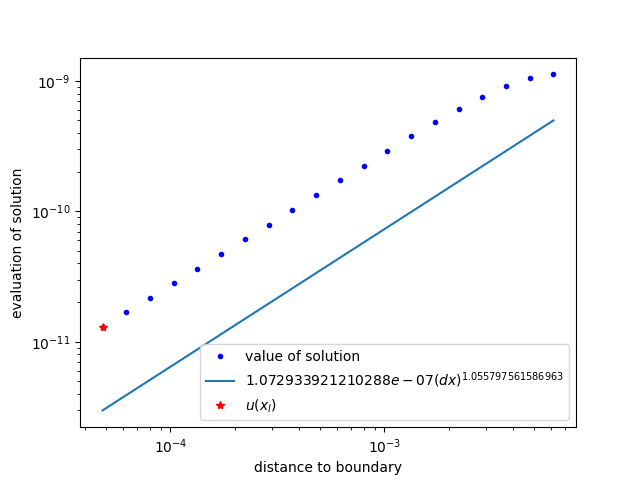 10⁻⁹
10⁻¹⁰
10⁻¹¹
evaluation of solution
value of solution
1.072933921210288e − 07(dx)^1.055797561586963
u(x_l)
10⁻⁴
10⁻³
distance to boundary